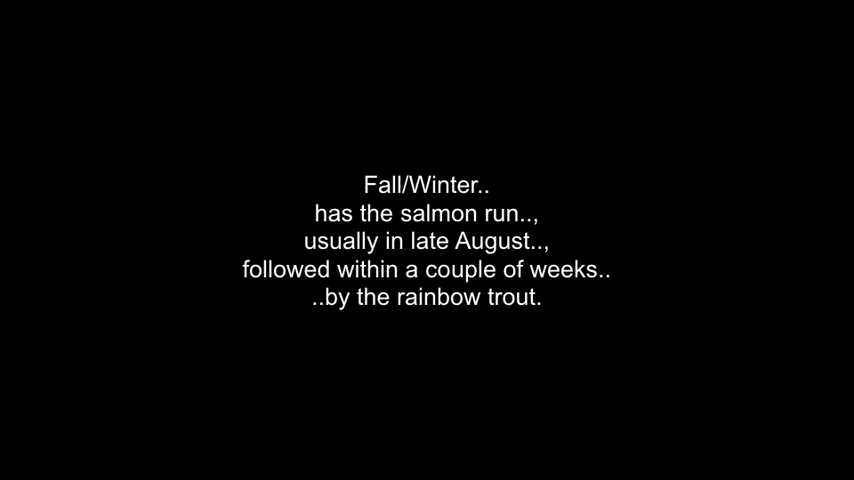 Fall/Winter..
has the salmon run..,
usually in late August..,
followed within a couple of weeks..
..by the rainbow trout.